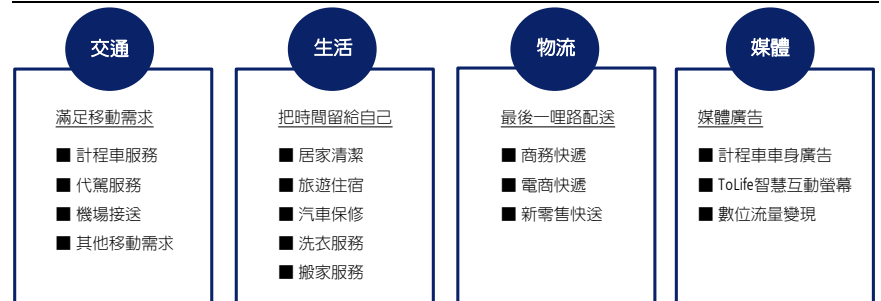 交通
滿足移動需求
■ 計程車服務
■ 代駕服務
■ 機場接送
■ 其他移動需求
生活
把時間留給自己
■ 居家清潔
■ 旅遊住宿
■ 汽車保修
■ 洗衣服務
■ 搬家服務
物流
最後一哩路配送
■ 商務快遞
■ 電商快遞
■ 新零售快送
媒體
媒體廣告
■ 計程車車身廣告
■ ToLife智慧互動螢幕
■ 數位流量變現